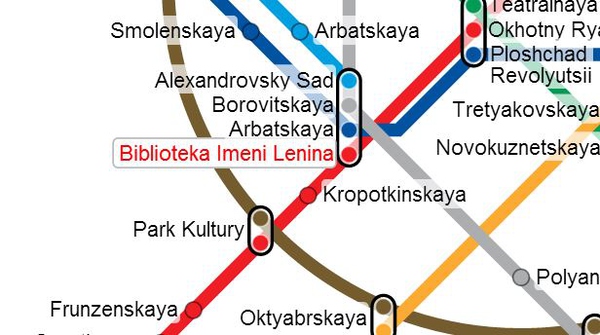 Teatralnaya
Smolenskaya
Arbatskaya
Okhotny Rya
Ploshchad
Revolyutsii
Alexandrovsky Sad
Borovitskaya
Arbatskaya
Biblioteka Imeni Lenina
Tretyakovskaya
Novokuznetskaya
Kropotkinskaya
Park Kultury
Polyan
Frunzenskaya
Oktyabrskaya